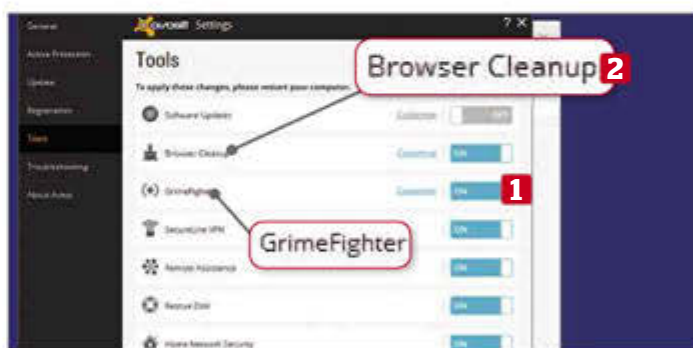 General
avast! Settings ? X
Active Protection
Tools
Update
To apply these changes, please restart your computer.
Browser Cleanup 2
Registration
Software Updater Customize OFF
Tools
Browser Cleanup Customize ON
Troubleshooting
About Avast
GrimeFighter Customize ON 1
SecureLine VPN ON
GrimeFighter
Remote Assistance ON
Rescue Disk ON
Home Network Security ON